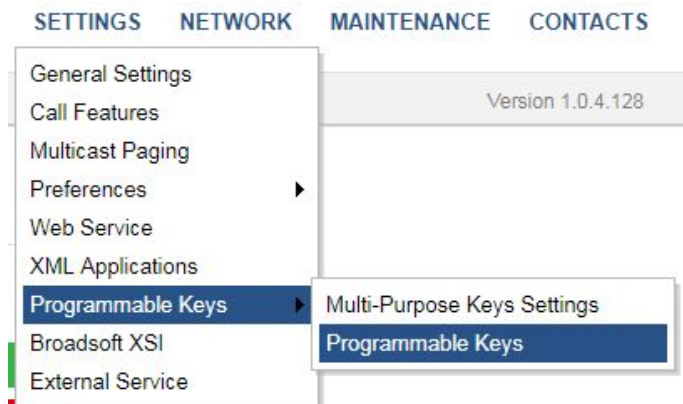 SETTINGS NETWORK MAINTENANCE CONTACTS
General Settings
Version 1.0.4.128
Call Features
Multicast Paging
Preferences
Web Service
XML Applications
Programmable Keys
Multi-Purpose Keys Settings
Programmable Keys
Broadsoft XSI
External Service